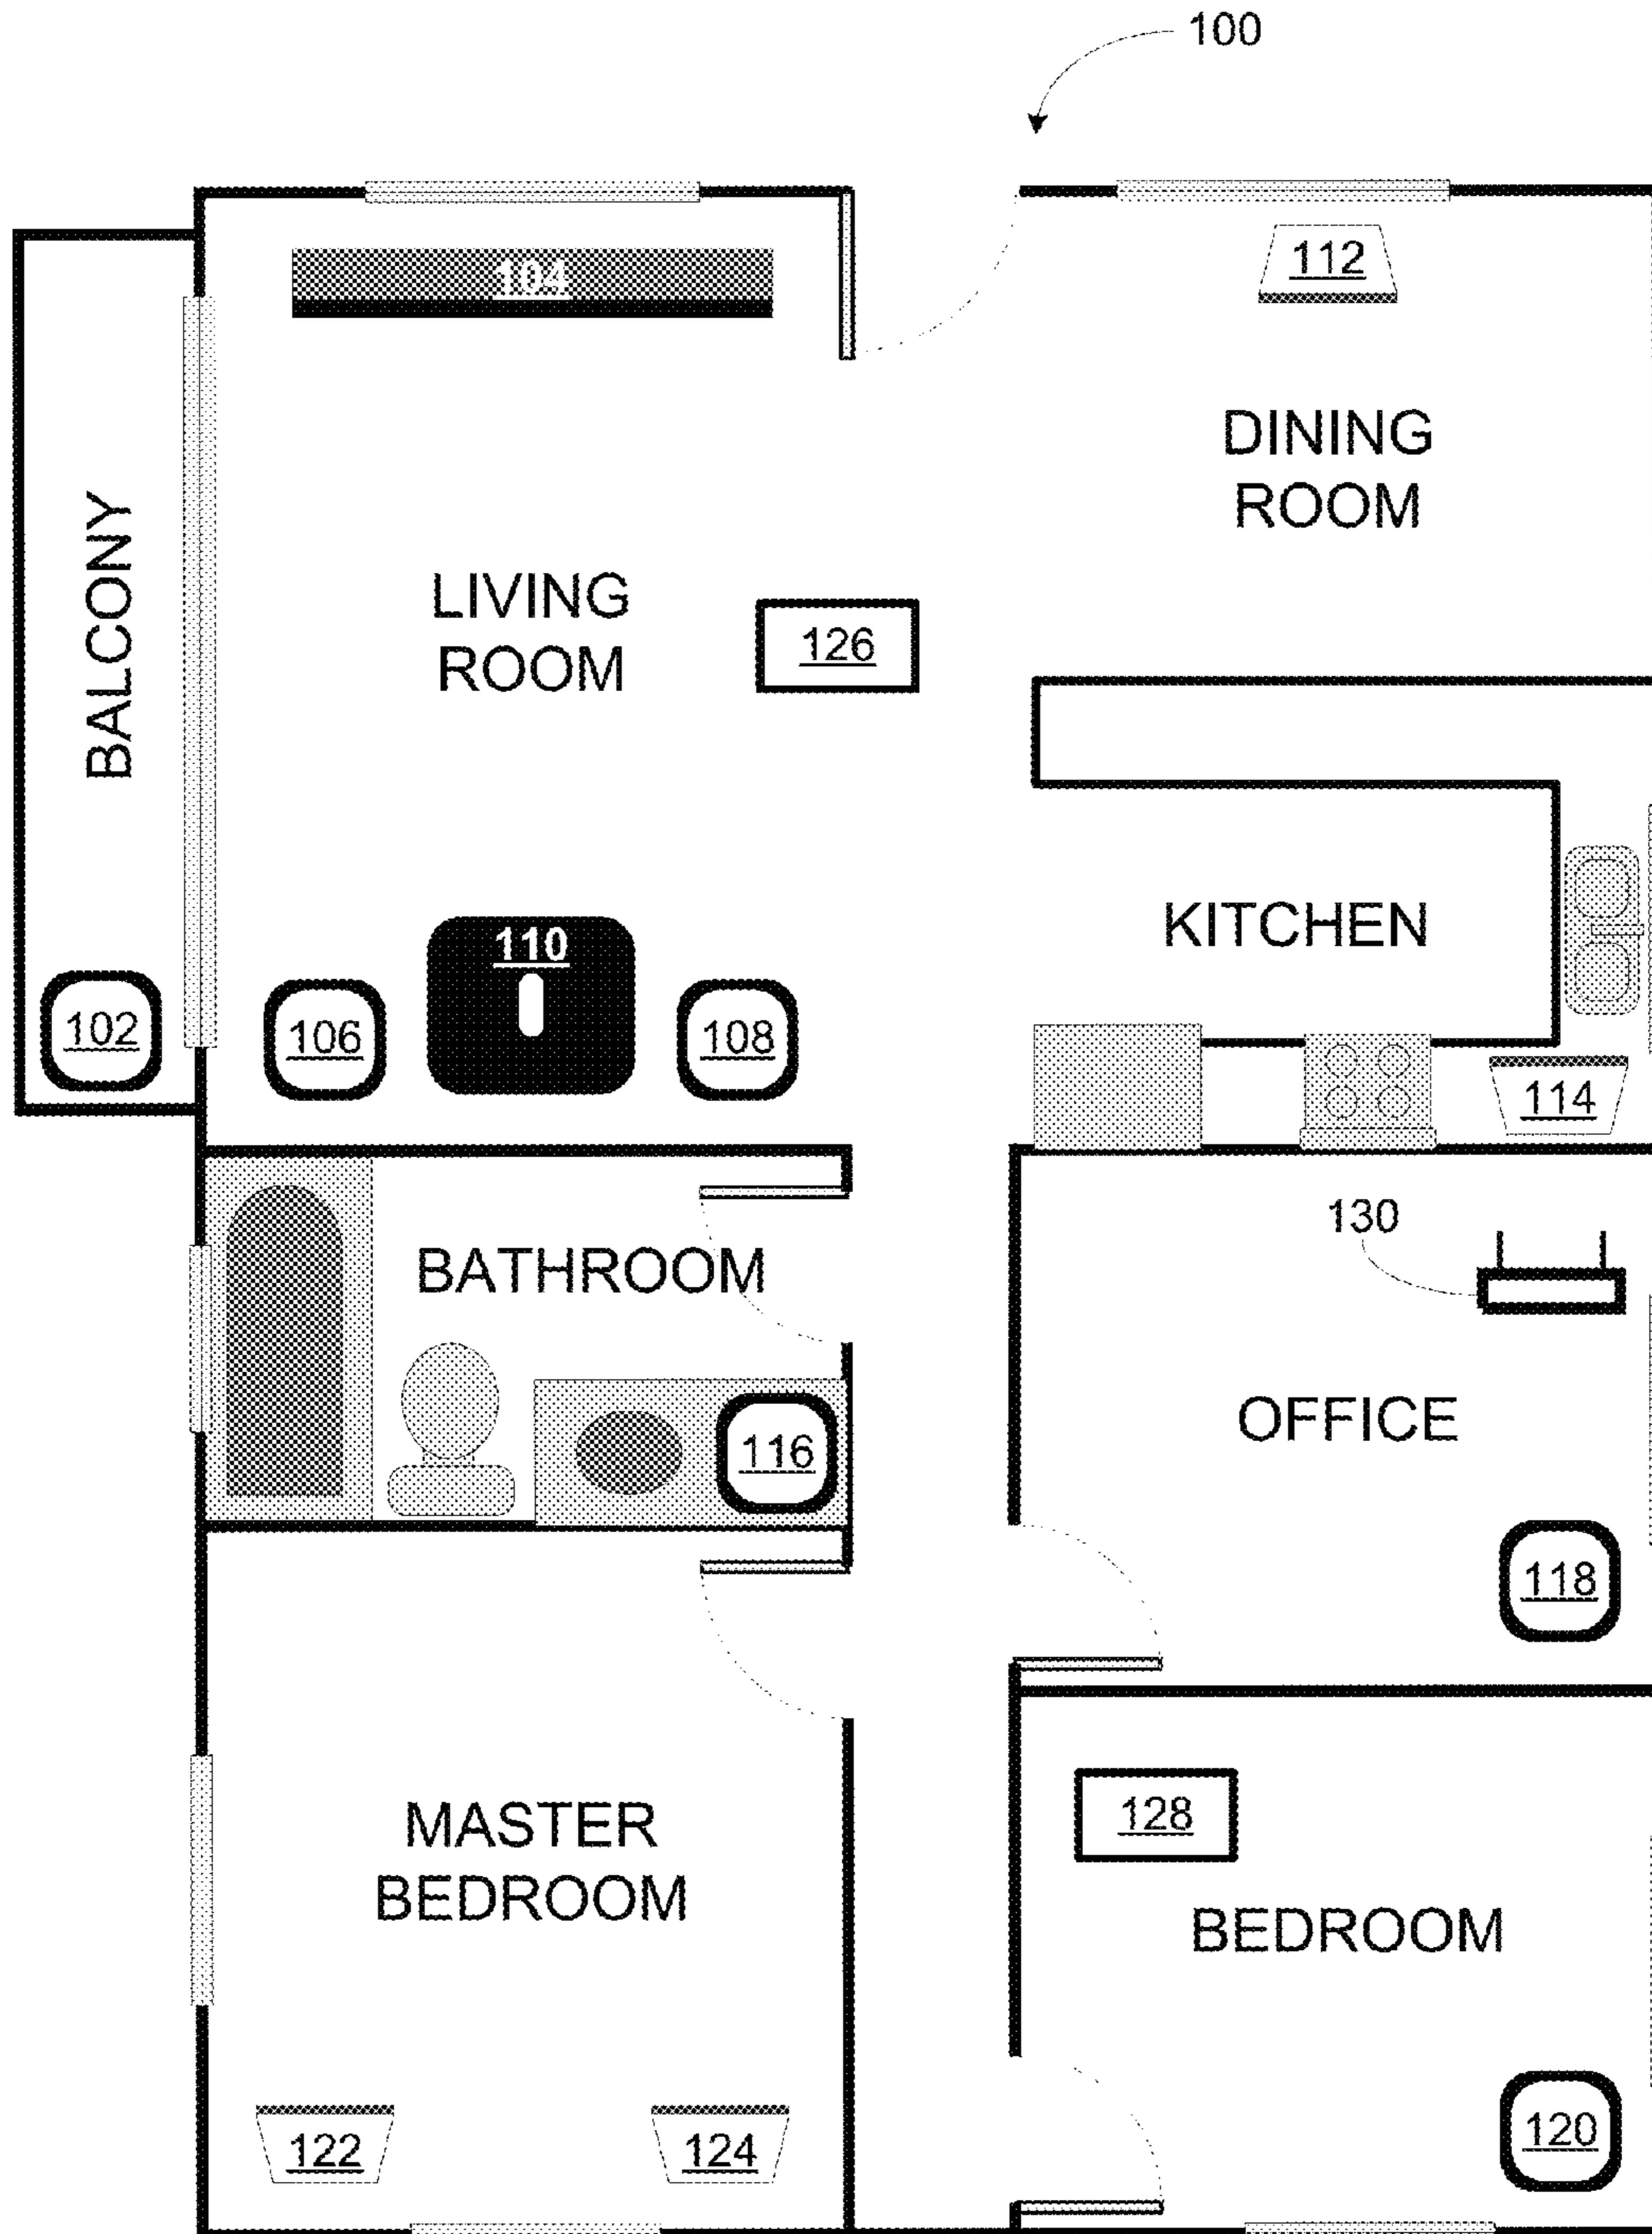 100
104
112
DINING
ROOM
BALCONY
LIVING
ROOM
126
KITCHEN
110
102
106
108
114
130
BATHROOM
OFFICE
116
118
MASTER
BEDROOM
128
BEDROOM
122
124
120